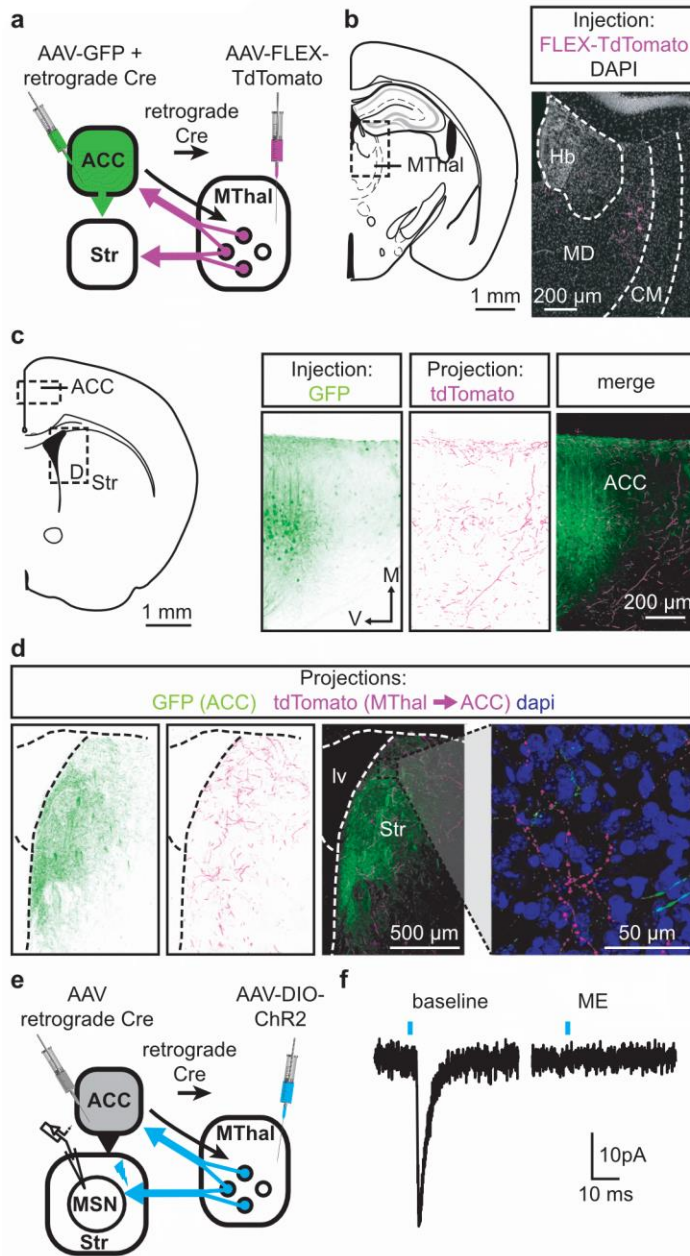 a
AAV-GFP +
retrograde Cre
AAV-FLEX-
TdTomato
retrograde
Cre
ACC
MThal
Str
b
MThal
1 mm
Injection:
FLEX-TdTomato
DAPI
Hb
MD
CM
200 µm
c
ACC
D
Str
1 mm
Injection:
GFP
Projection:
tdTomato
merge
M
V
ACC
200 µm
d
Projections:
GFP (ACC) tdTomato (MThal ACC) dapi
lv
Str
500 µm
50 µm
e
AAV
retrograde Cre
AAV-DIO-
ChR2
retrograde
Cre
ACC
MThal
MSN
Str
f
baseline
ME
10pA
10 ms